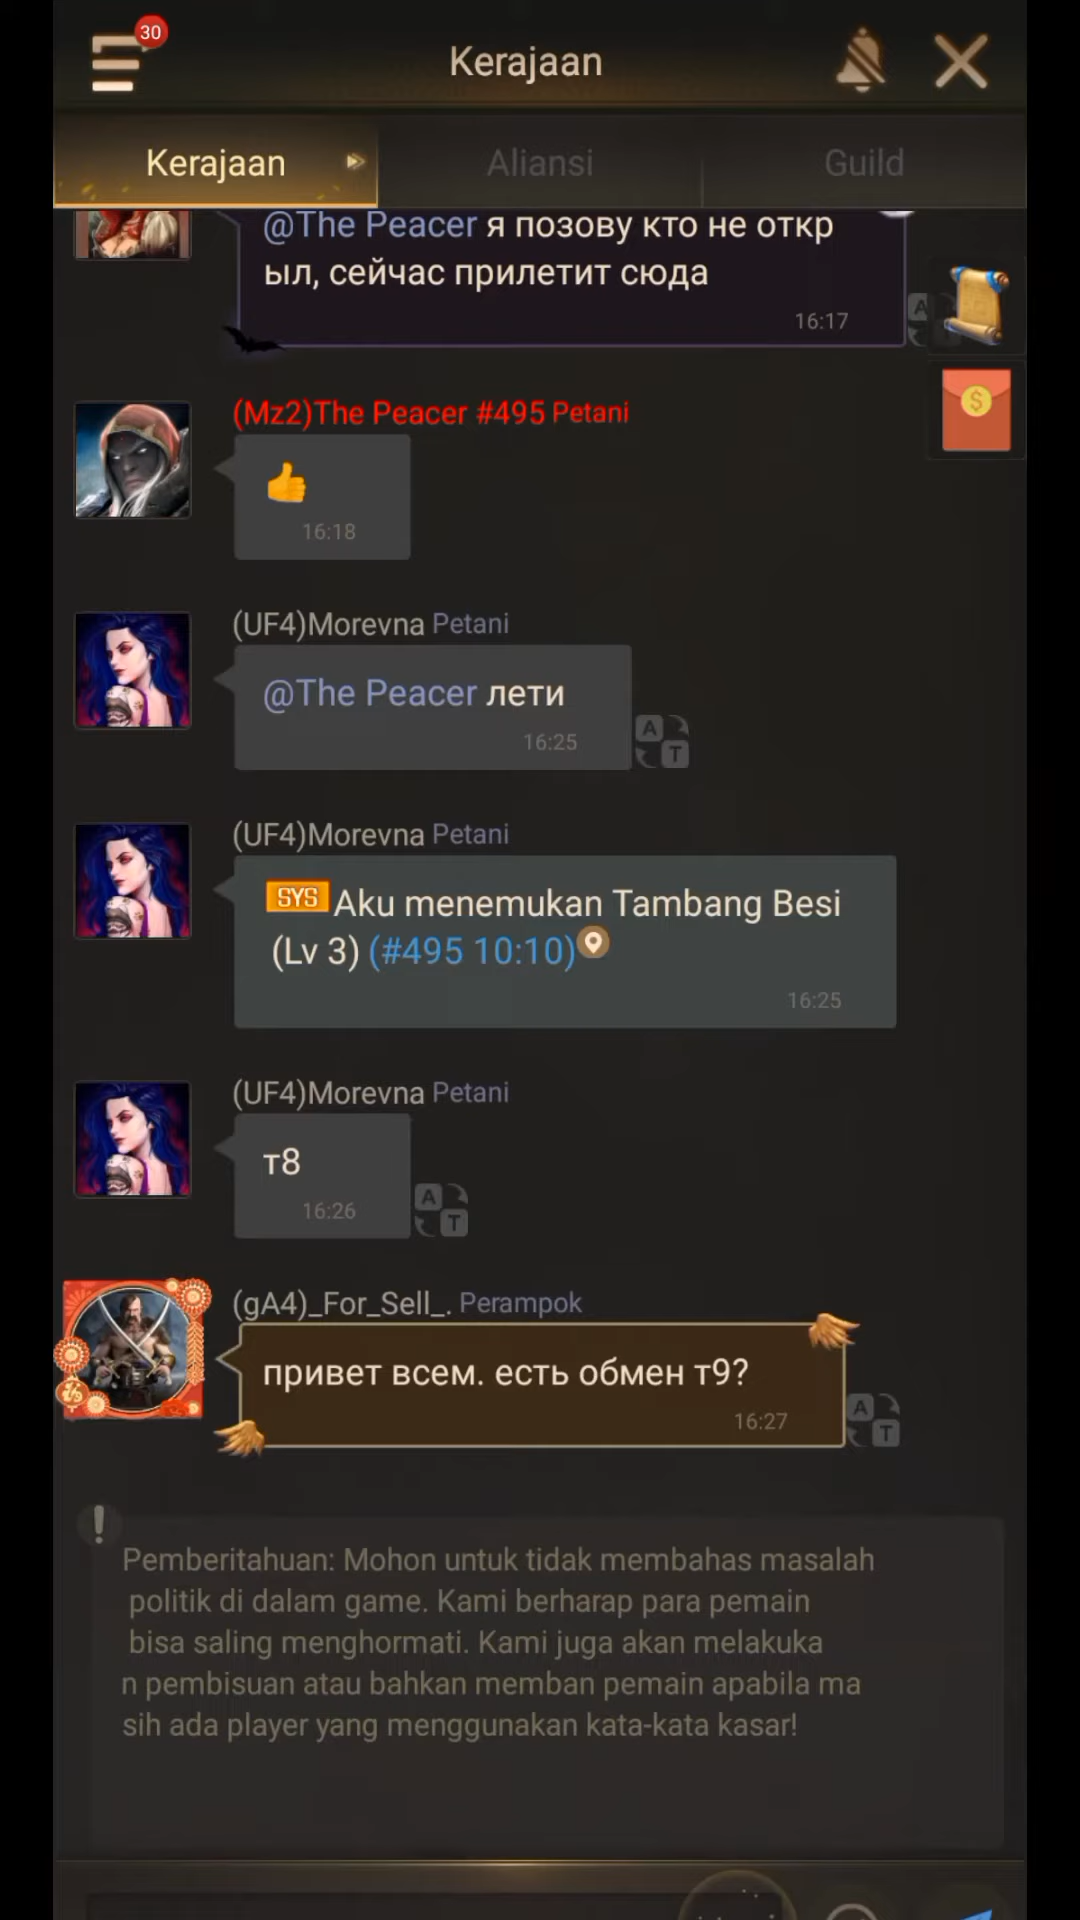 30
Kerajaan
Kerajaan
Aliansi
Guild
@The Peacer я позову кто не откр
ыл, сейчас прилетит сюда
16:17
(Mz2)The Peacer #495 Petani
16:18
(UF4)Morevna Petani
@The Peacer лети
16:25
A
T
(UF4)Morevna Petani
SYS Aku menemukan Tambang Besi
(Lv 3) (#495 10:10)
16:25
(UF4)Morevna Petani
т8
16:26
A
T
(gA4)_For_Sell_. Perampok
привет всем. есть обмен т9?
16:27
A
T
Pemberitahuan: Mohon untuk tidak membahas masalah
politik di dalam game. Kami berharap para pemain
bisa saling menghormati. Kami juga akan melakuka
n pembisuan atau bahkan memban pemain apabila ma
sih ada player yang menggunakan kata-kata kasar!